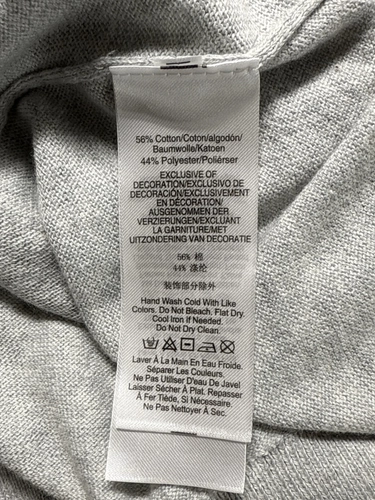 56% Cotton/Coton/algodón/
Baumwolle/Katoen
44% Polyester/Poliérser
EXCLUSIVE OF
DECORATION/EXCLUSIVO DE
DECORACIÓN/EXCLUSIVEMENT
EN DÉCORATION/
AUSGENOMMEN DER
VERZIERUNGEN/EXCLUANT
LA GARNITURE/MET
UITZONDERING VAN DECORATIE
56% 棉
44% 涤纶
装饰部分除外
Hand Wash Cold With Like
Colors. Do Not Bleach. Flat Dry.
Cool Iron If Needed.
Do Not Dry Clean.
Laver À La Main En Eau Froide.
Séparer Les Couleurs.
Ne Pas Utiliser D'eau De Javel
Laisser Sécher À Plat. Repasser
À Fer Tiède, Si Nécessaire.
Ne Pas Nettoyer À Sec.